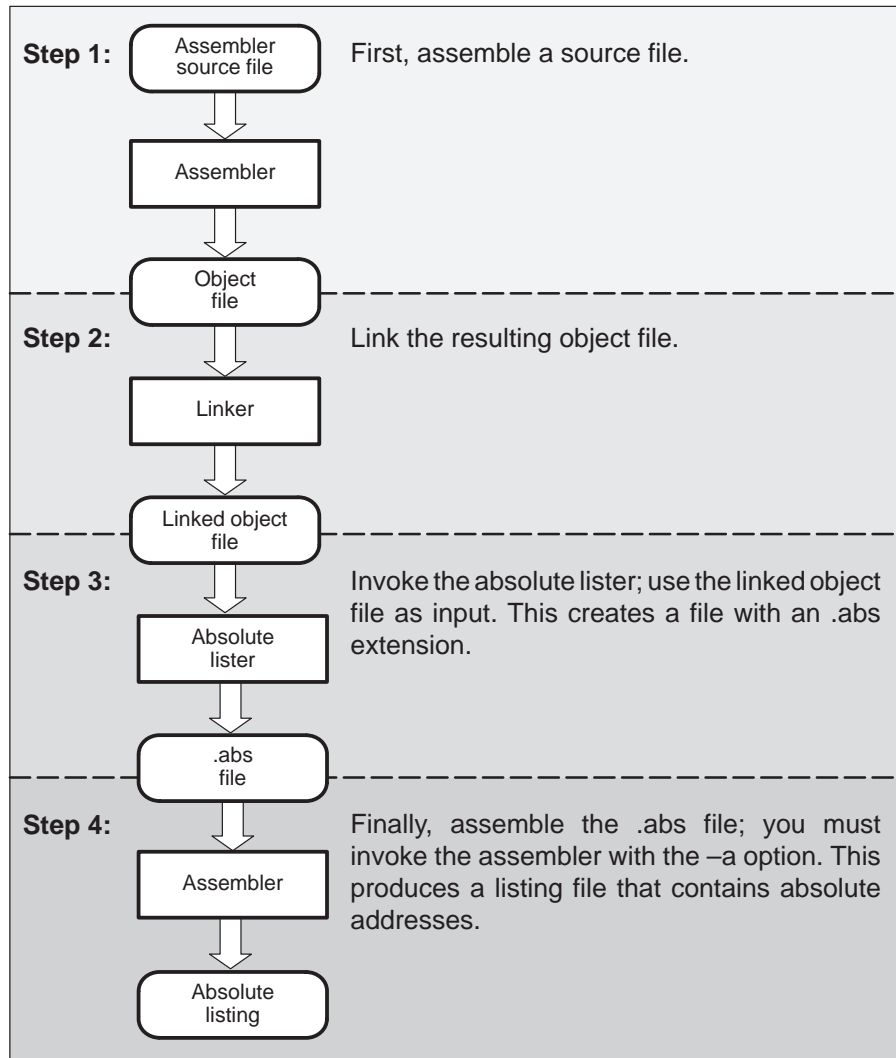 Step 1:
Assembler
source file
First, assemble a source file.
Assembler
Object
file
Step 2:
Link the resulting object file.
Linker
Linked object
file
Step 3:
Invoke the absolute lister; use the linked object
file as input. This creates a file with an .abs
extension.
Absolute
lister
.abs
file
Step 4:
Finally, assemble the .abs file; you must
invoke the assembler with the –a option. This
produces a listing file that contains absolute
addresses.
Assembler
Absolute
listing